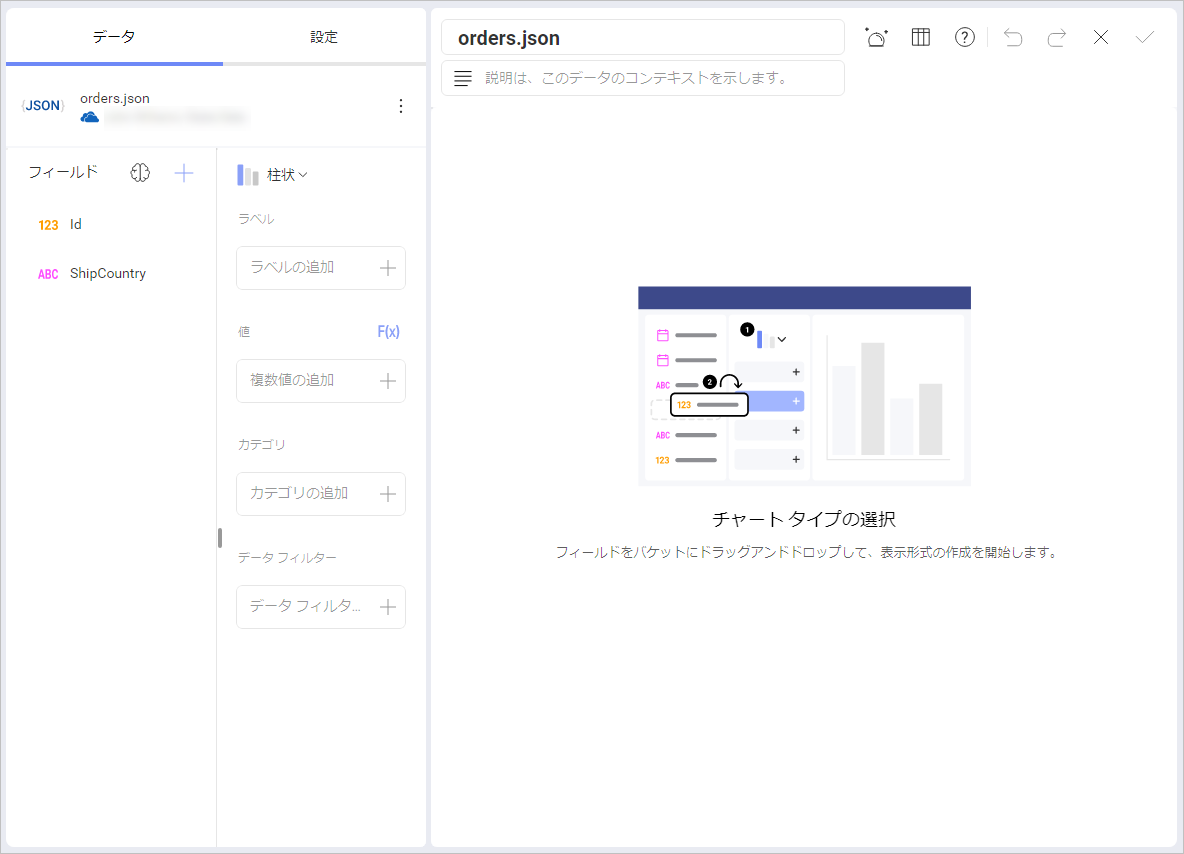 データ
設定
{JSON}
orders.json
フィールド
123 Id
ABC ShipCountry
柱状
ラベル
ラベルの追加
値 F(x)
複数値の追加
カテゴリ
カテゴリの追加
データ フィルター
データ フィルタ...
orders.json
説明は、このデータのコンテキストを示します。
1
ABC
2
123
ABC
123
チャート タイプの選択
フィールドをバケットにドラッグアンドドロップして、表示形式の作成を開始します。